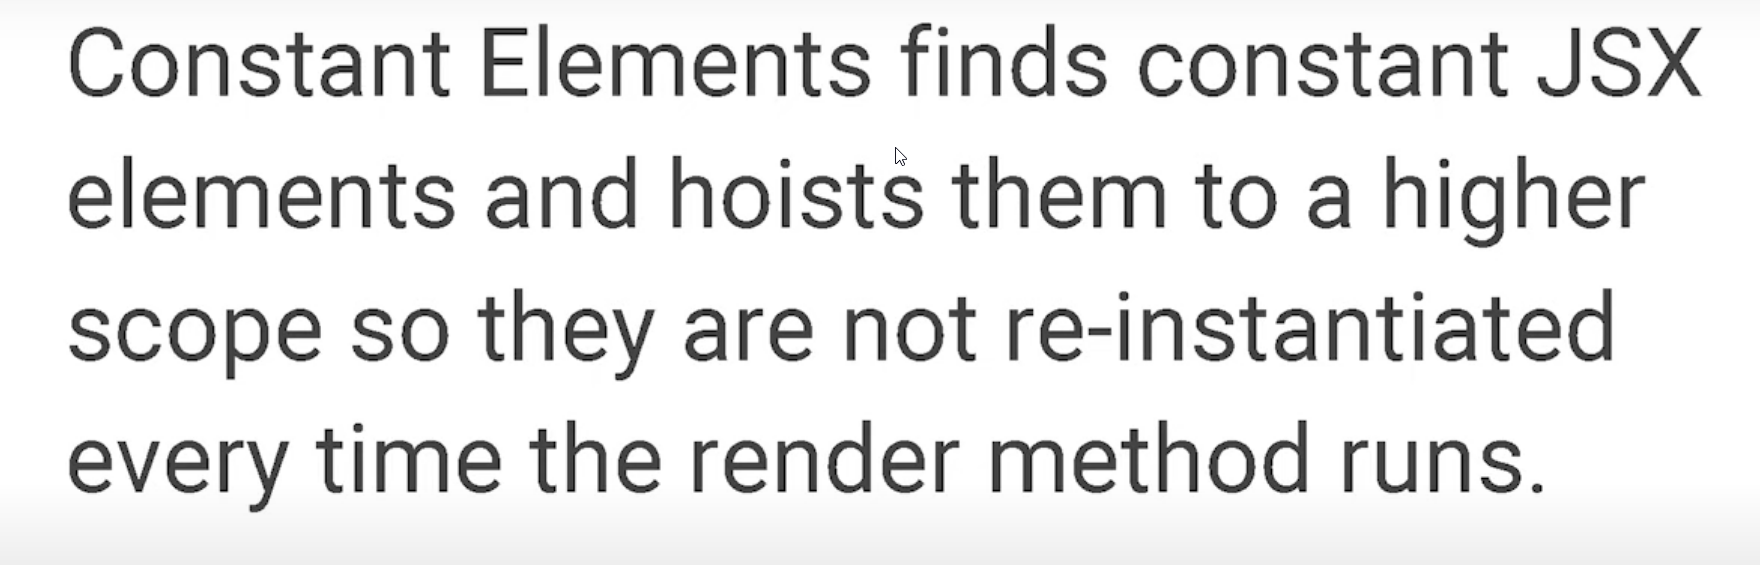 Constant Elements finds constant JSX
elements and hoists them to a higher
scope so they are not re-instantiated
every time the render method runs.